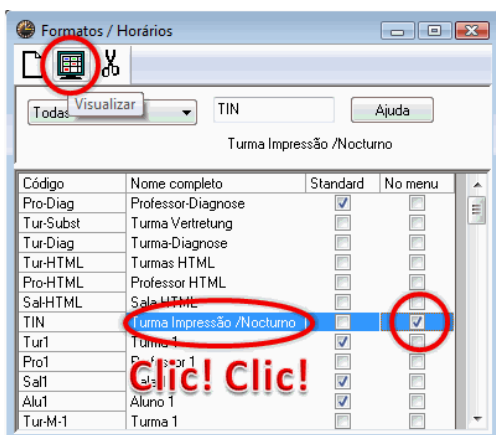 Formatos / Horários
Visualizar
Todas TIN Ajuda
Turma Impressão /Nocturno
Código Nome completo Standard No menu
Pro-Diag Professor-Diagnose
Tur-Subst Turma Vertretung
Tur-Diag Turma-Diagnose
Tur-HTML Turmas HTML
Pro-HTML Professor HTML
Sal-HTML Sala HTML
TIN Turma Impressão /Nocturno
Tur1 Turma 1
Pro1 Professor 1
Sal1 Sala 1
Alu1 Aluno 1
Tur-M-1 Turma 1
Clic! Clic!